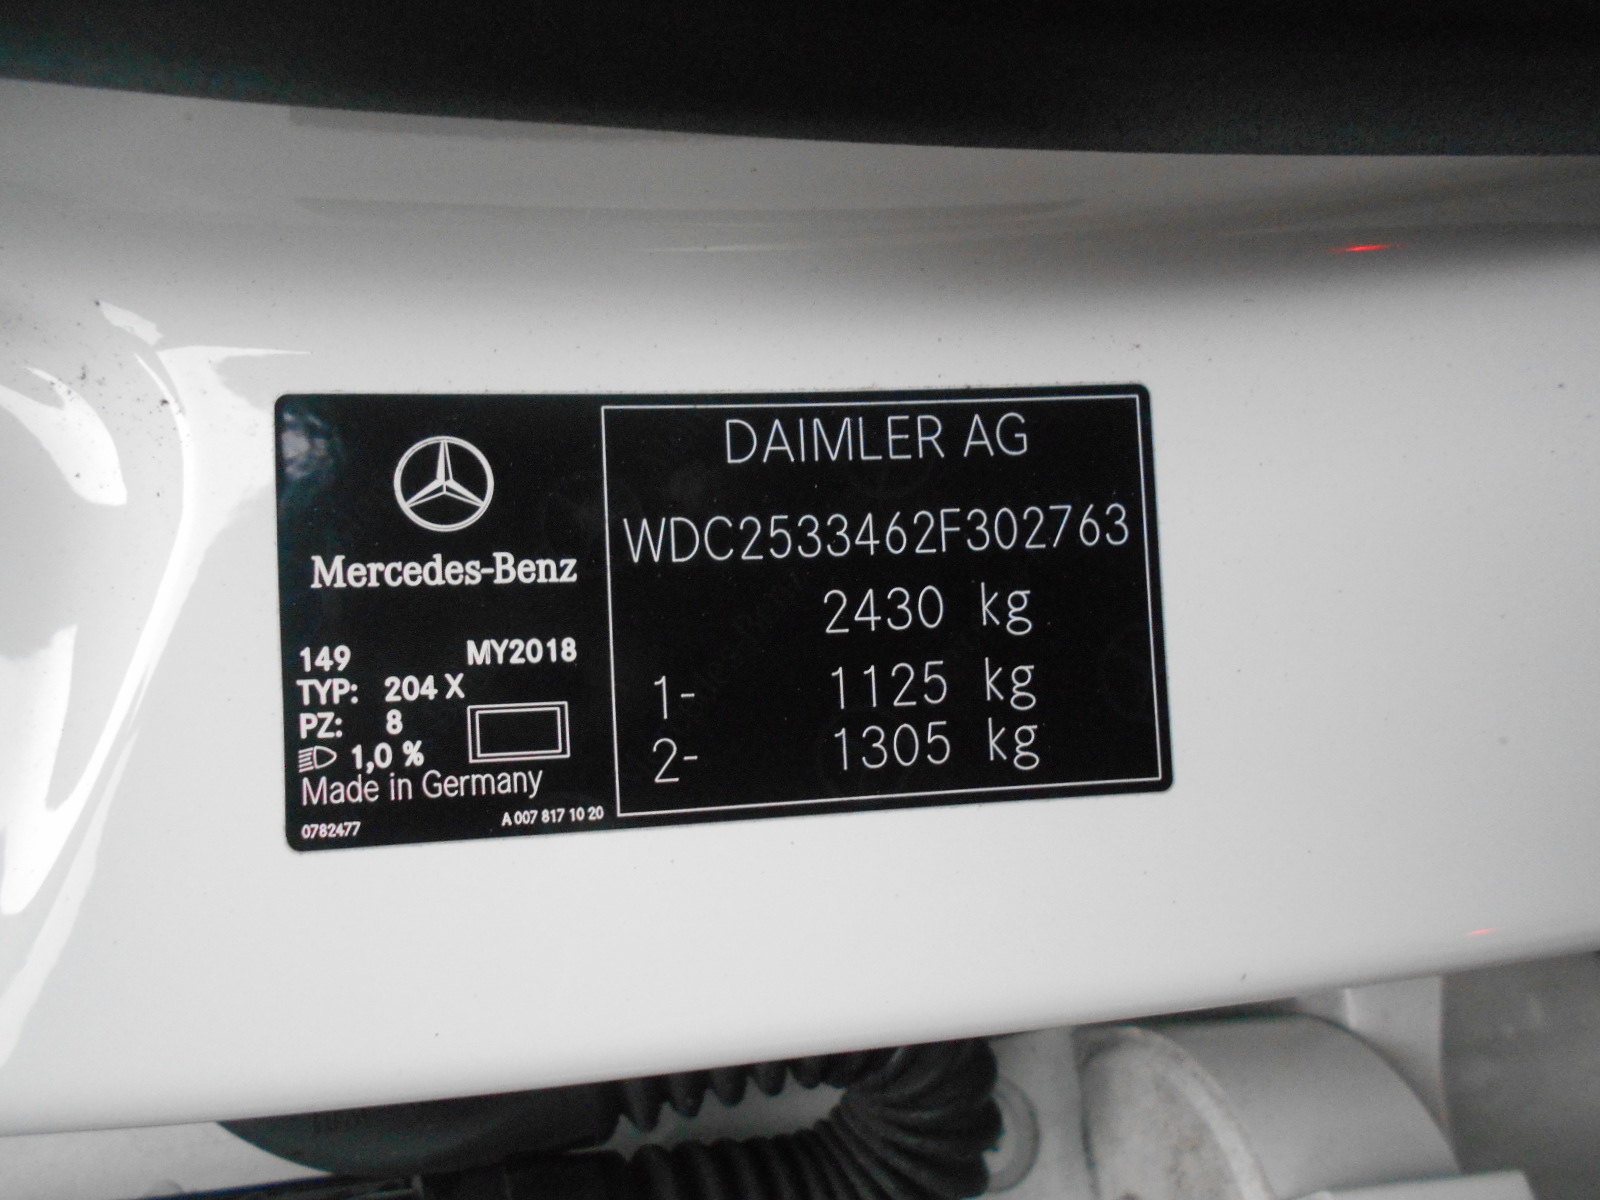 Mercedes-Benz
149 MY2018
TYP: 204 X
PZ: 8
1,0 %
Made in Germany
0782477 A 007 817 10 20
DAIMLER AG
WDC2533462F302763
2430 kg
1- 1125 kg
2- 1305 kg